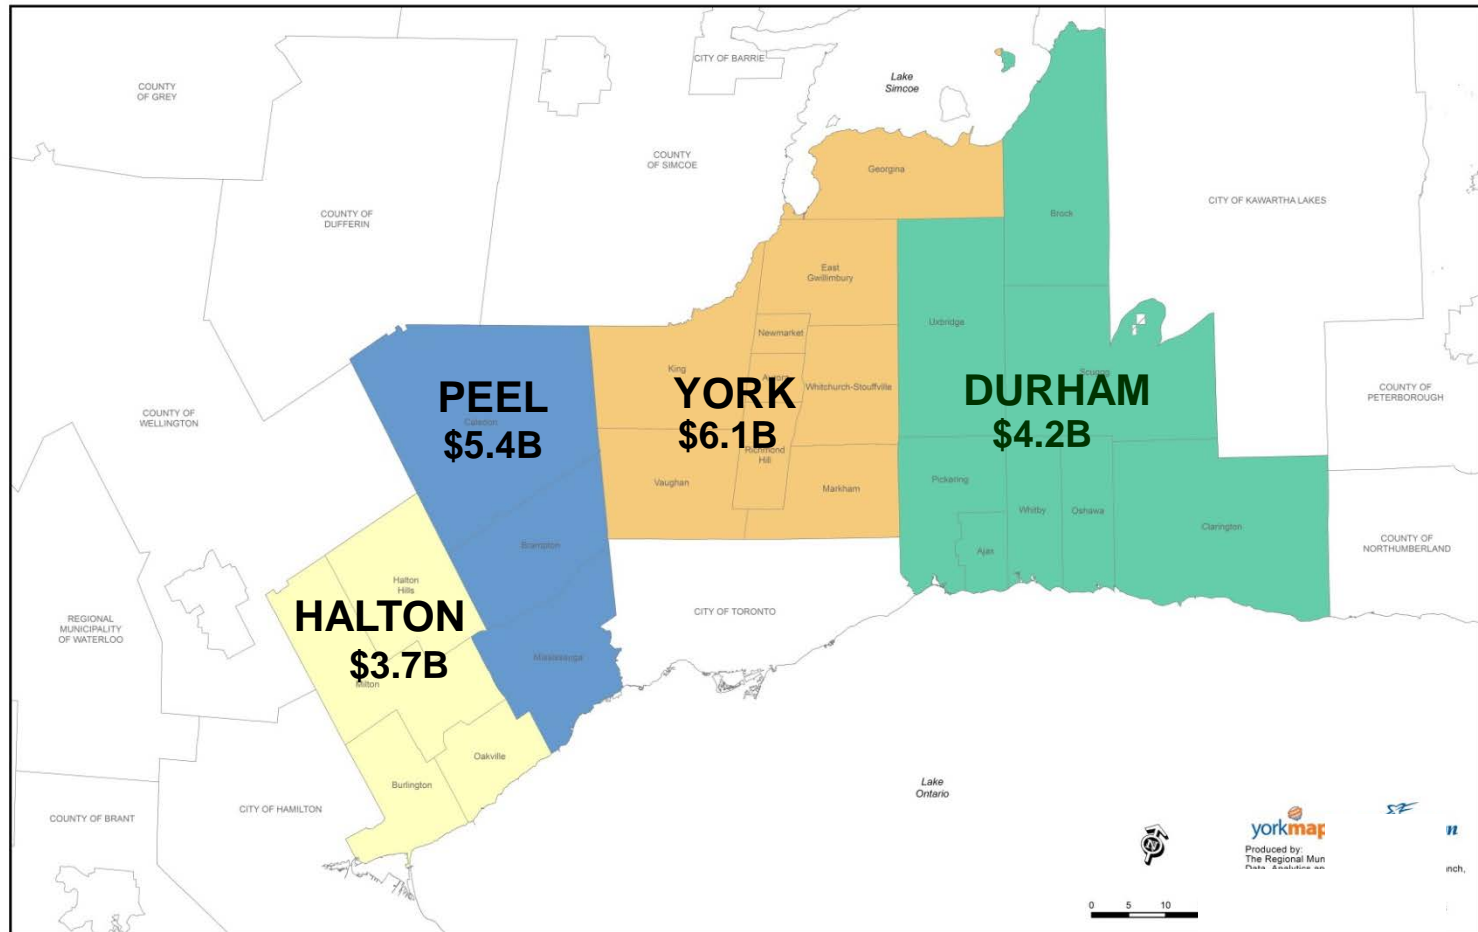 CITY OF BARRIE
COUNTY
OF GREY
Lake
Simcoe
COUNTY
OF SIMCOE
Georgina
COUNTY OF
DUFFERIN
Brock
CITY OF KAWARTHA LAKES
East
Gwillimbury
Uxbridge
Newmarket
King
Aurora
Whitchurch-Stouffville
Scugog
PEEL
$5.4B
YORK
$6.1B
DURHAM
$4.2B
COUNTY OF
PETERBOROUGH
COUNTY OF
WELLINGTON
Caledon
Richmond
Hill
Vaughan
Markham
Pickering
Whitby
Oshawa
Ajax
Clarington
COUNTY OF
NORTHUMBERLAND
Brampton
Halton
Hills
HALTON
$3.7B
CITY OF TORONTO
REGIONAL
MUNICIPALITY
OF WATERLOO
Mississauga
Milton
Oakville
Burlington
Lake
Ontario
COUNTY OF BRANT
CITY OF HAMILTON
N
yorkmap
Produced by:
The Regional Mun
nch,
0 5 10